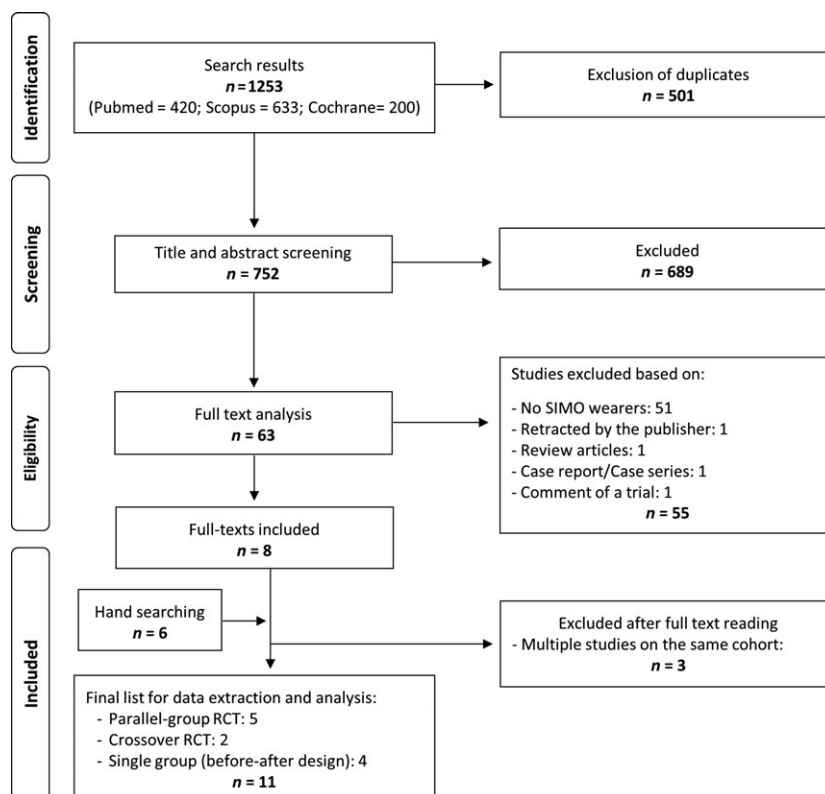 Identification
Search results
n=1253
(Pubmed = 420; Scopus = 633; Cochrane= 200)
Exclusion of duplicates
n = 501
Screening
Title and abstract screening
n = 752
Excluded
n = 689
Eligibility
Full text analysis
n = 63
Studies excluded based on:
- No SIMO wearers: 51
- Retracted by the publisher: 1
- Review articles: 1
- Case report/Case series: 1
- Comment of a trial: 1
n = 55
Full-texts included
n = 8
Included
Hand searching
n = 6
Excluded after full text reading
- Multiple studies on the same cohort:
n = 3
Final list for data extraction and analysis:
- Parallel-group RCT: 5
- Crossover RCT: 2
- Single group (before-after design): 4
n = 11